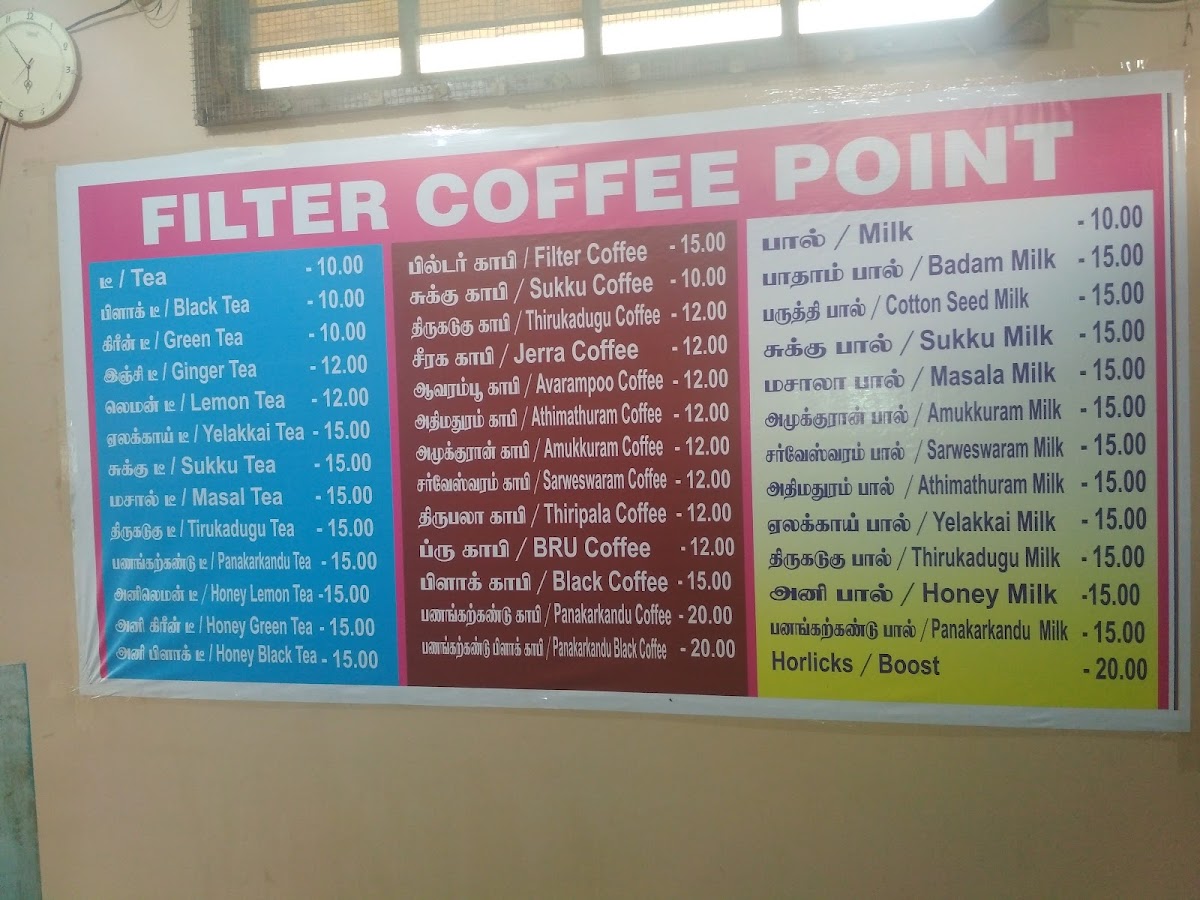 FILTER COFFEE POINT
டீ / Tea - 10.00
பிளாக் டீ / Black Tea - 10.00
கிரீன் டீ / Green Tea - 10.00
இஞ்சி டீ / Ginger Tea - 12.00
லெமன் டீ / Lemon Tea - 12.00
ஏலக்காய் டீ / Yelakkai Tea - 15.00
சுக்கு டீ / Sukku Tea - 15.00
மசால் டீ / Masal Tea - 15.00
திருகடுகு டீ / Tirukadugu Tea - 15.00
பணங்கற்கண்டு டீ / Panakarkandu Tea - 15.00
அனிலெமன் டீ / Honey Lemon Tea -15.00
அனி கிரீன் டீ / Honey Green Tea - 15.00
அனி பிளாக் டீ / Honey Black Tea - 15.00
பில்டர் காபி / Filter Coffee - 15.00
சுக்கு காபி / Sukku Coffee - 10.00
திருகடுகு காபி / Thirukadugu Coffee - 12.00
சீரக காபி / Jerra Coffee - 12.00
ஆவரம்பூ காபி / Avarampoo Coffee - 12.00
அதிமதுரம் காபி / Athimathuram Coffee - 12.00
அமுக்குரான் காபி / Amukkuram Coffee - 12.00
சர்வேஸ்வரம் காபி / Sarweswaram Coffee - 12.00
திருபலா காபி / Thiripala Coffee - 12.00
ப்ரு காபி / BRU Coffee - 12.00
பிளாக் காபி / Black Coffee - 15.00
பணங்கற்கண்டு காபி / Panakarkandu Coffee - 20.00
பணங்கற்கண்டு பிளாக் காபி / Panakarkandu Black Coffee - 20.00
பால் / Milk - 10.00
பாதாம் பால் / Badam Milk - 15.00
பருத்தி பால் / Cotton Seed Milk - 15.00
சுக்கு பால் / Sukku Milk - 15.00
மசாலா பால் / Masala Milk - 15.00
அமுக்குரான் பால் / Amukkuram Milk - 15.00
சர்வேஸ்வரம் பால் / Sarweswaram Milk - 15.00
அதிமதுரம் பால் / Athimathuram Milk - 15.00
ஏலக்காய் பால் / Yelakkai Milk - 15.00
திருகடுகு பால் / Thirukadugu Milk - 15.00
அனி பால் / Honey Milk -15.00
பனங்கற்கண்டு பால் / Panakarkandu Milk - 15.00
Horlicks / Boost - 20.00